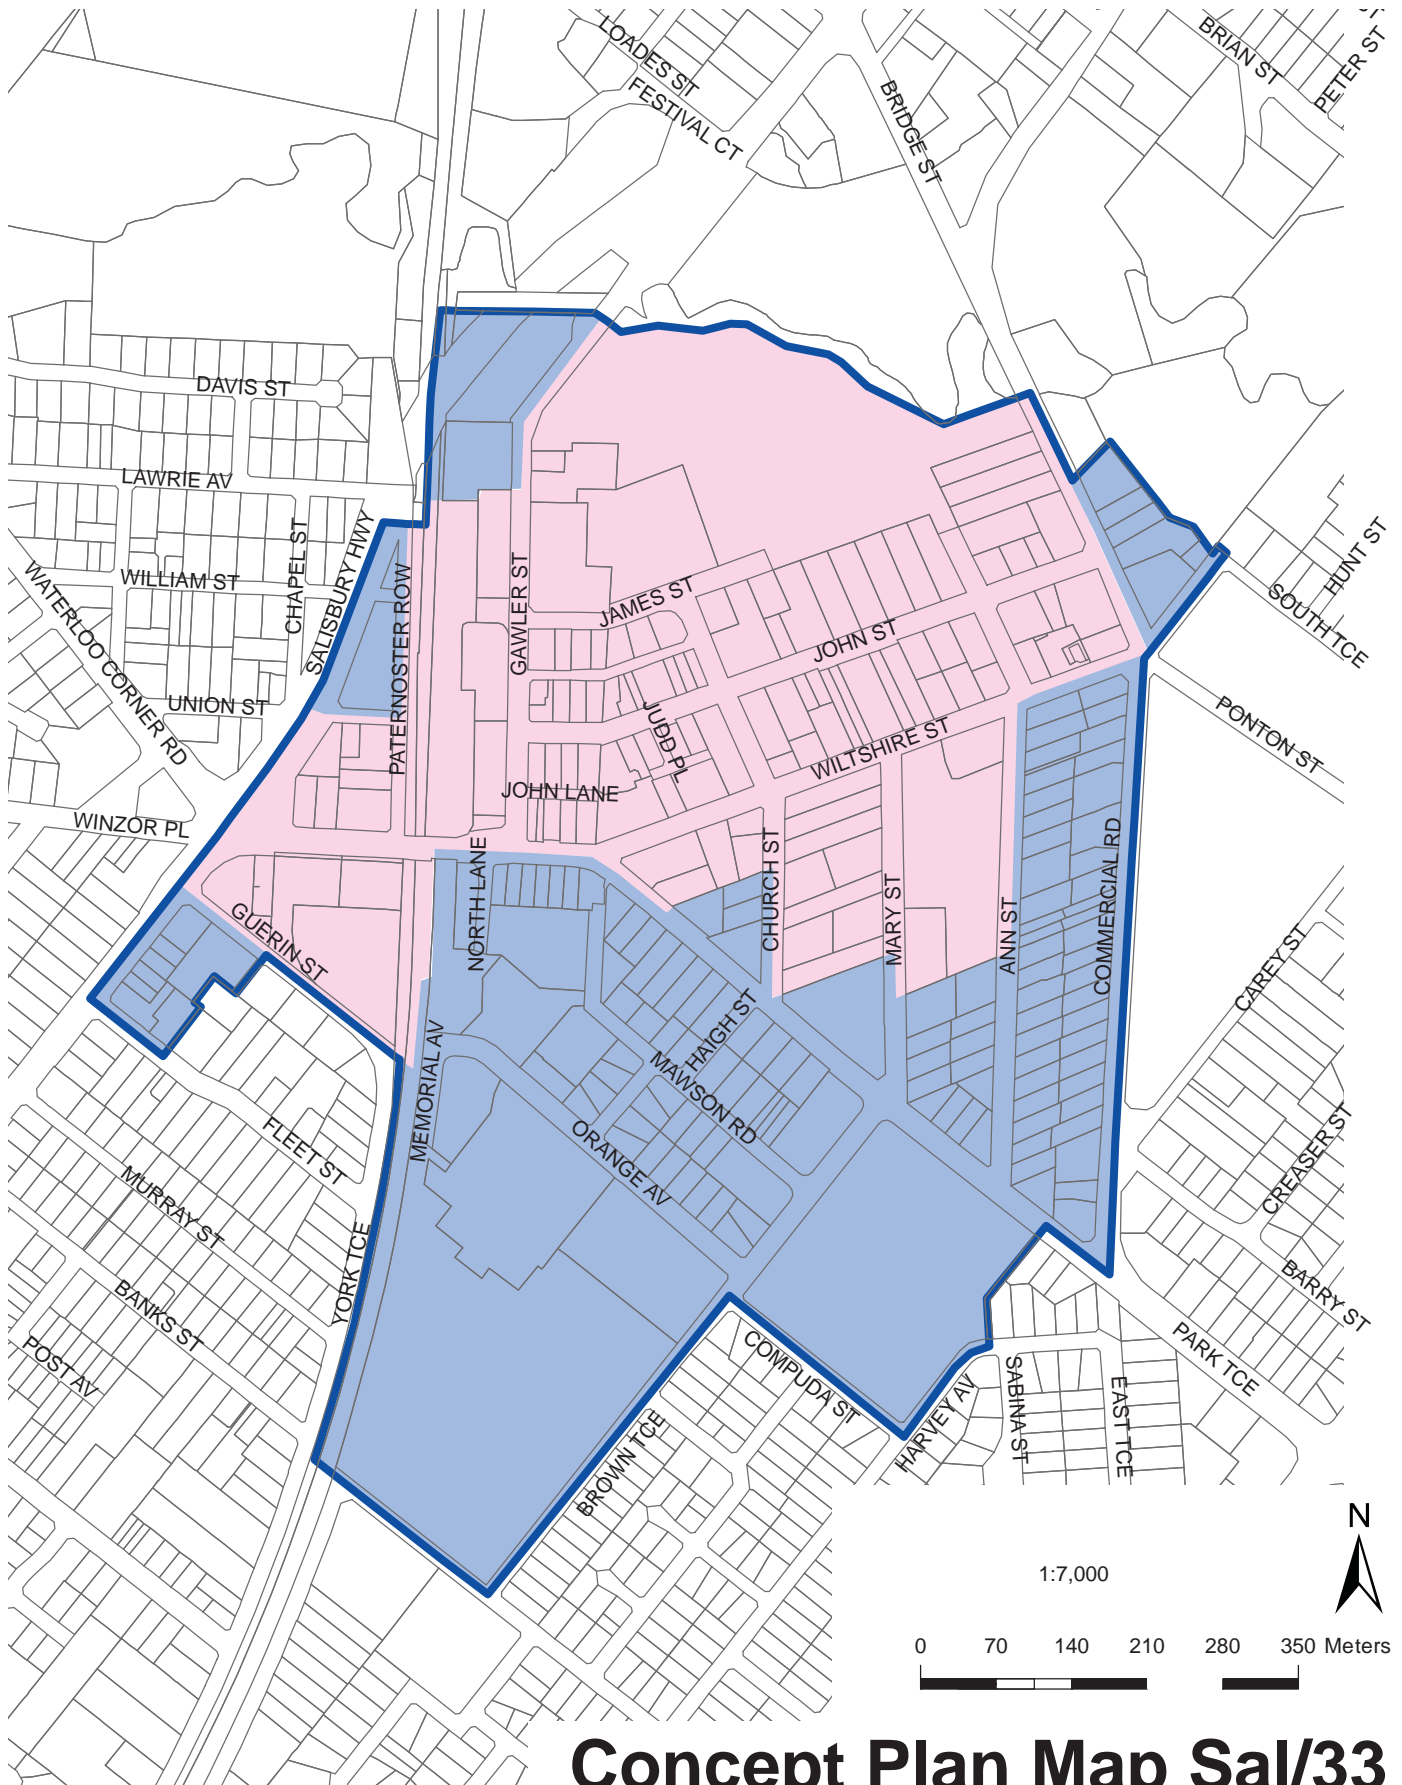 LOADES ST
FESTIVAL CT
BRIDGE ST
BRIAN ST
PETER ST
DAVIS ST
LAWRIE AV
CHAPEL ST
SALISBURY HWY
WILLIAM ST
WATERLOO CORNER RD
UNION ST
WINZOR PL
PATERNOSTER ROW
GAWLER ST
JAMES ST
JOHN ST
JUDD PL
WILTSHIRE ST
JOHN LANE
HUNT ST
SOUTH TCE
PONTON ST
NORTH LANE
CHURCH ST
MARY ST
ANN ST
COMMERCIAL RD
GUERIN ST
CAREY ST
HAIGH ST
MAWSON RD
MEMORIAL AV
ORANGE AV
FLEET ST
MURRAY ST
YORK TCE
BANKS ST
POST AV
CREASER ST
BARRY ST
PARK TCE
COMPUDA ST
HARVEY AV
SABINA ST
EAST TCE
BROWN TCE
N
1:7,000
0 70 140 210 280 350 Meters
Concept Plan Map Sal/33